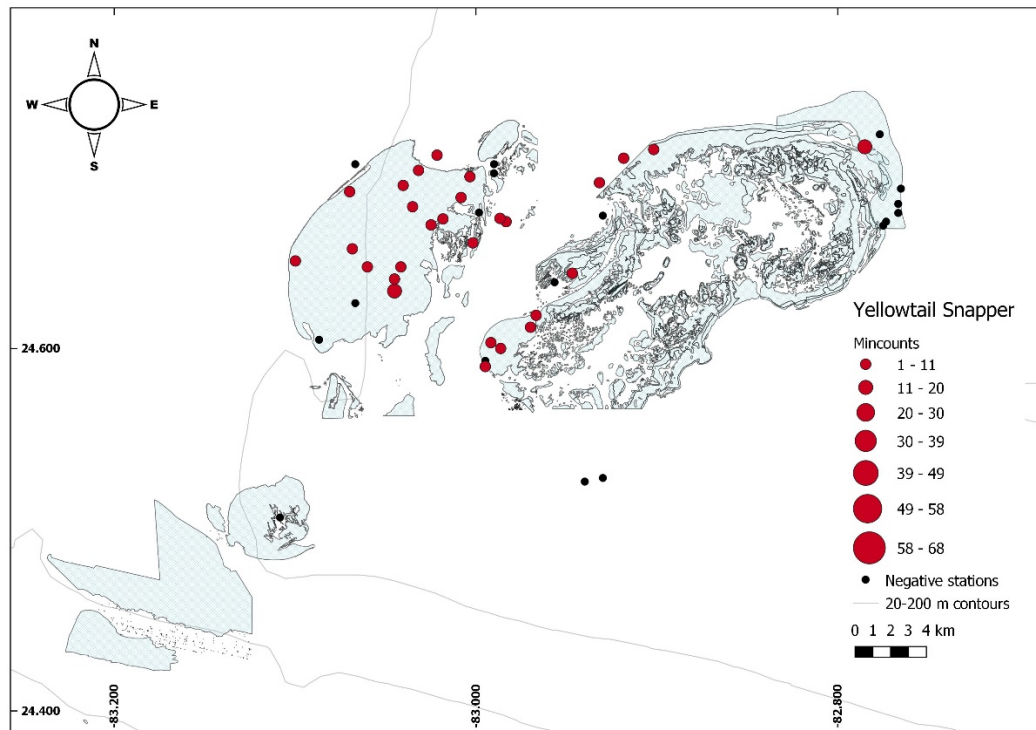 N
W E
S
Yellowtail Snapper
Mincounts
1 - 11
11 - 20
20 - 30
30 - 39
39 - 49
49 - 58
58 - 68
Negative stations
20-200 m contours
0 1 2 3 4 km
24.600
24.400
-83.200
-83.000
-82.800